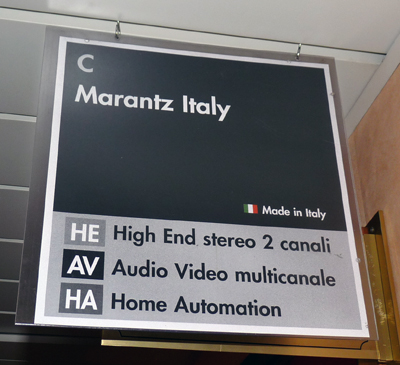 C
Marantz Italy
Made in Italy
HE High End stereo 2 canali
AV Audio Video multicanale
HA Home Automation